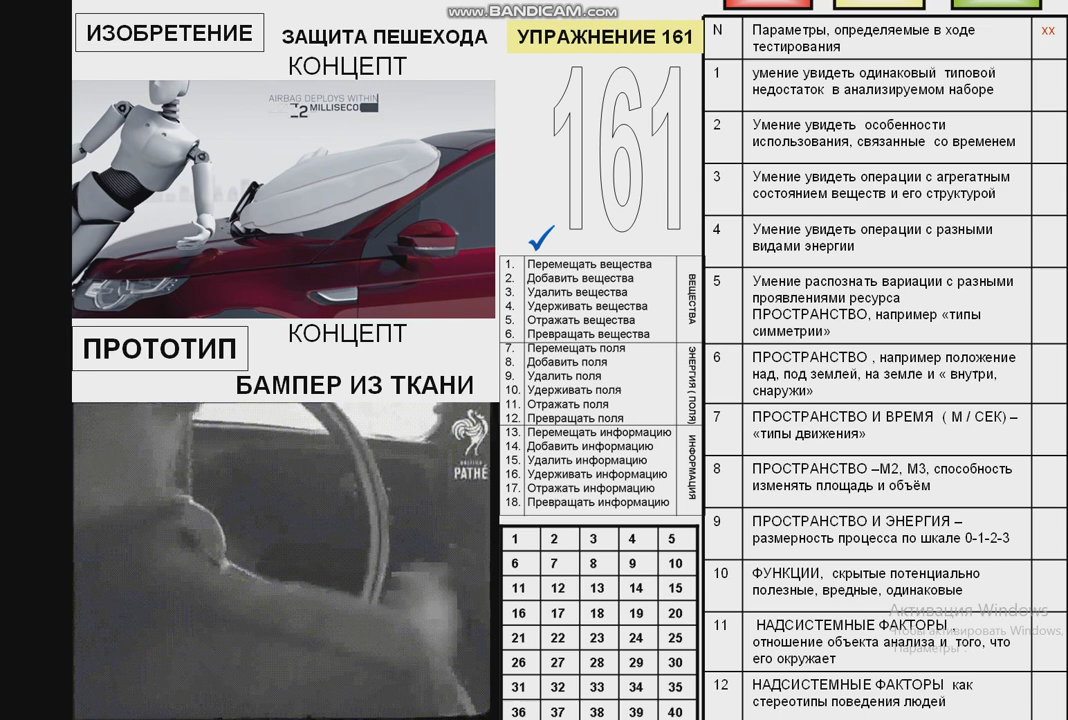 www.BANDICAM.com
ИЗОБРЕТЕНИЕ
ЗАЩИТА ПЕШЕХОДА
КОНЦЕПТ
AIRBAG DEPLOYS WITHIN
MILLISECO
КОНЦЕПТ
ПРОТОТИП
БАМПЕР ИЗ ТКАНИ
BRITISH
PATHÉ
УПРАЖНЕНИЕ 161
161
1. Перемещать вещества
2. Добавить вещества
3. Удалить вещества
4. Удерживать вещества
5. Отражать вещества
6. Превращать вещества
ВЕЩЕСТВА
7. Перемещать поля
8. Добавить поля
9. Удалить поля
10. Удерживать поля
11. Отражать поля
12. Превращать поля
ЭНЕРГИЯ ( ПОЛЯ)
13. Перемещать информацию
14. Добавить информацию
15. Удалить информацию
16. Удерживать информацию
17. Отражать информацию
18. Превращать информацию
ИНФОРМАЦИЯ
1 2 3 4 5
6 7 8 9 10
11 12 13 14 15
16 17 18 19 20
21 22 23 24 25
26 27 28 29 30
31 32 33 34 35
36 37 38 39 40
N Параметры, определяемые в ходе xx
тестирования
1 умение увидеть одинаковый типовой
недостаток в анализируемом наборе
2 Умение увидеть особенности
использования, связанные со временем
3 Умение увидеть операции с агрегатным
состоянием веществ и его структурой
4 Умение увидеть операции с разными
видами энергии
5 Умение распознать вариации с разными
проявлениями ресурса
ПРОСТРАНСТВО, например «типы
симметрии»
6 ПРОСТРАНСТВО , например положение
над, под землей, на земле и « внутри,
снаружи»
7 ПРОСТРАНСТВО И ВРЕМЯ ( М / СЕК) –
«типы движения»
8 ПРОСТРАНСТВО –М2, М3, способность
изменять площадь и объём
9 ПРОСТРАНСТВО И ЭНЕРГИЯ –
размерность процесса по шкале 0-1-2-3
10 ФУНКЦИИ, скрытые потенциально
полезные, вредные, одинаковые
Активация Windows
Чтобы активировать Windows,
"Параметры".
11 НАДСИСТЕМНЫЕ ФАКТОРЫ ,
отношение объекта анализа и того, что
его окружает
12 НАДСИСТЕМНЫЕ ФАКТОРЫ как
стереотипы поведения людей